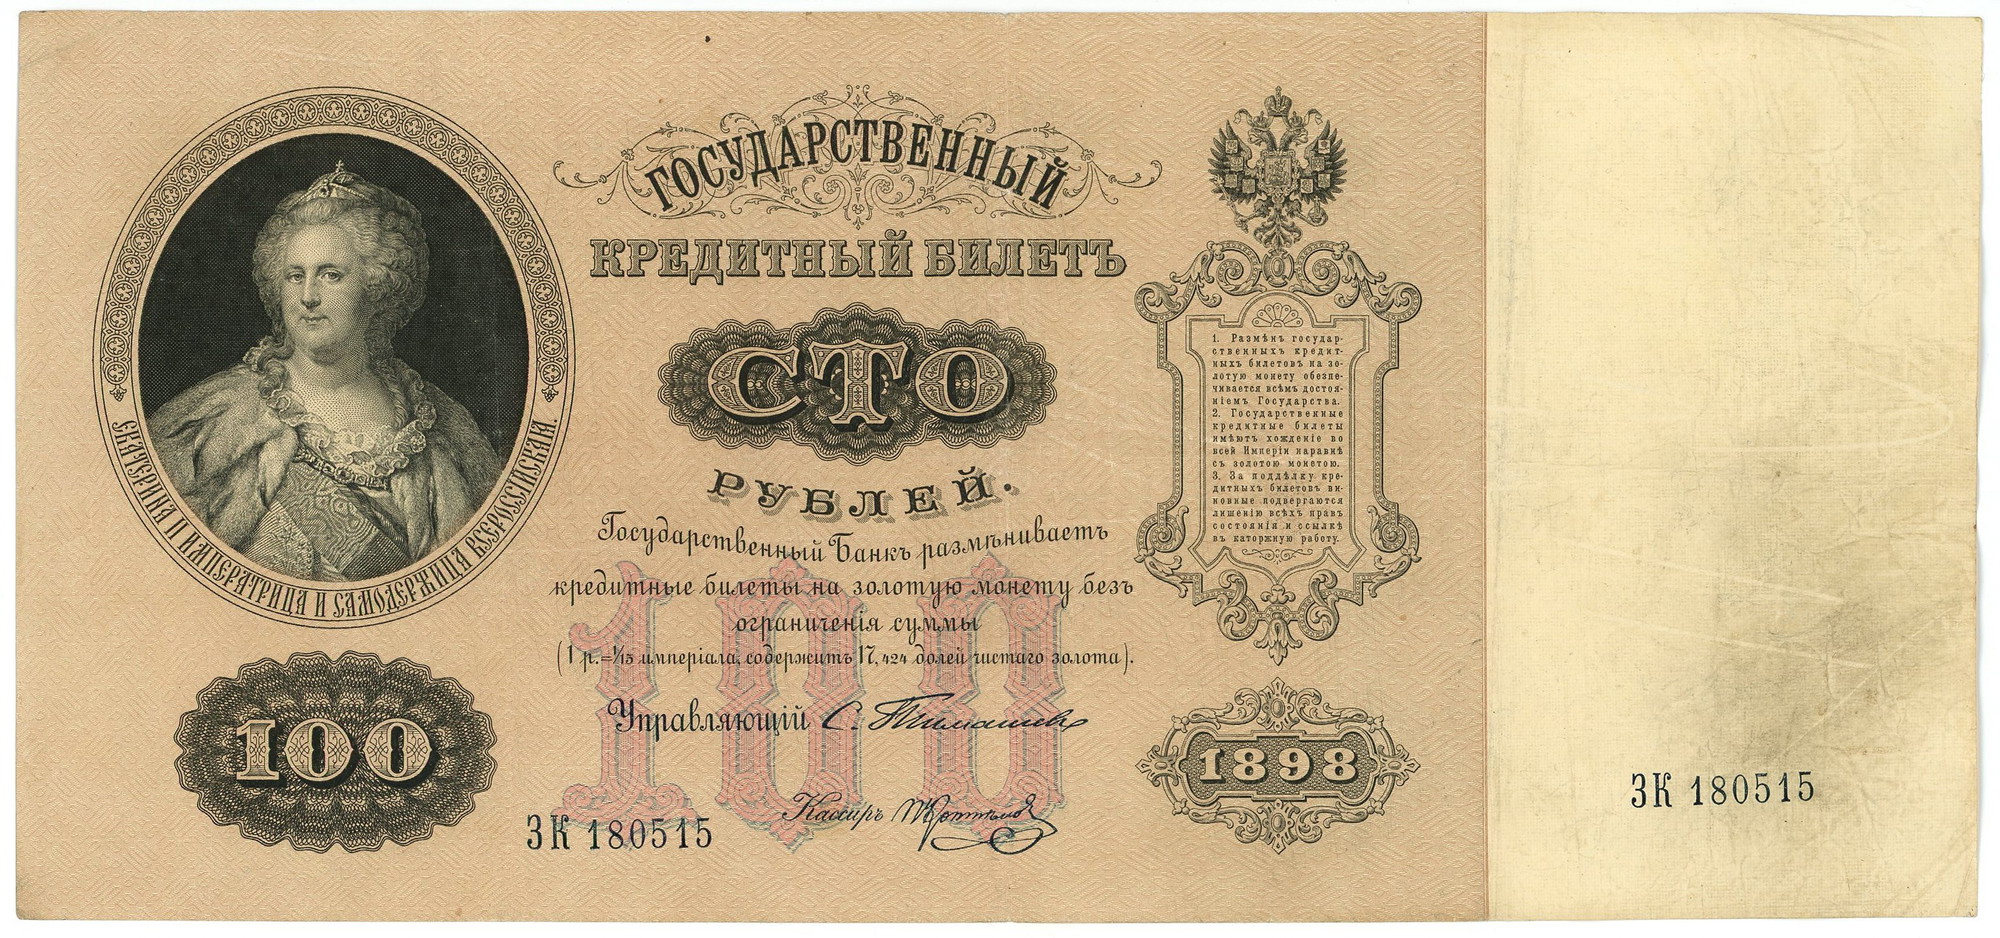 ГОСУДАРСТВЕННЫЙ
КРЕДИТНЫЙ БИЛЕТЪ
СТО
РУБЛЕЙ.
Государственный Банкъ размѣниваетъ
кредитные билеты на золотую монету безъ
ограниченія суммы
(1 р.=1/15 имперіала, содержитъ 17,424 долей чистаго золота).
Управляющій С. Тимашевъ
Кассиръ
ЗК 180515
100
ЕКАТЕРИНА II ИМПЕРАТРИЦА И САМОДЕРЖИЦА ВСЕРОССІЙСКАІА.
100
1. Размѣнъ государ-
ственныхъ кредит-
ныхъ билетовъ на зо-
лотую монету обезпе-
чивается всѣмъ достоя-
ніемъ Государства.
2. Государственные
кредитные билеты
имѣютъ хожденіе во
всей Имперіи наравнѣ
съ золотою монетою.
3. За поддѣлку кре-
дитныхъ билетовъ ви-
новные подвергаются
лишенію всѣхъ правъ
состоянія и ссылкѣ
въ каторжную работу.
1898
ЗК 180515